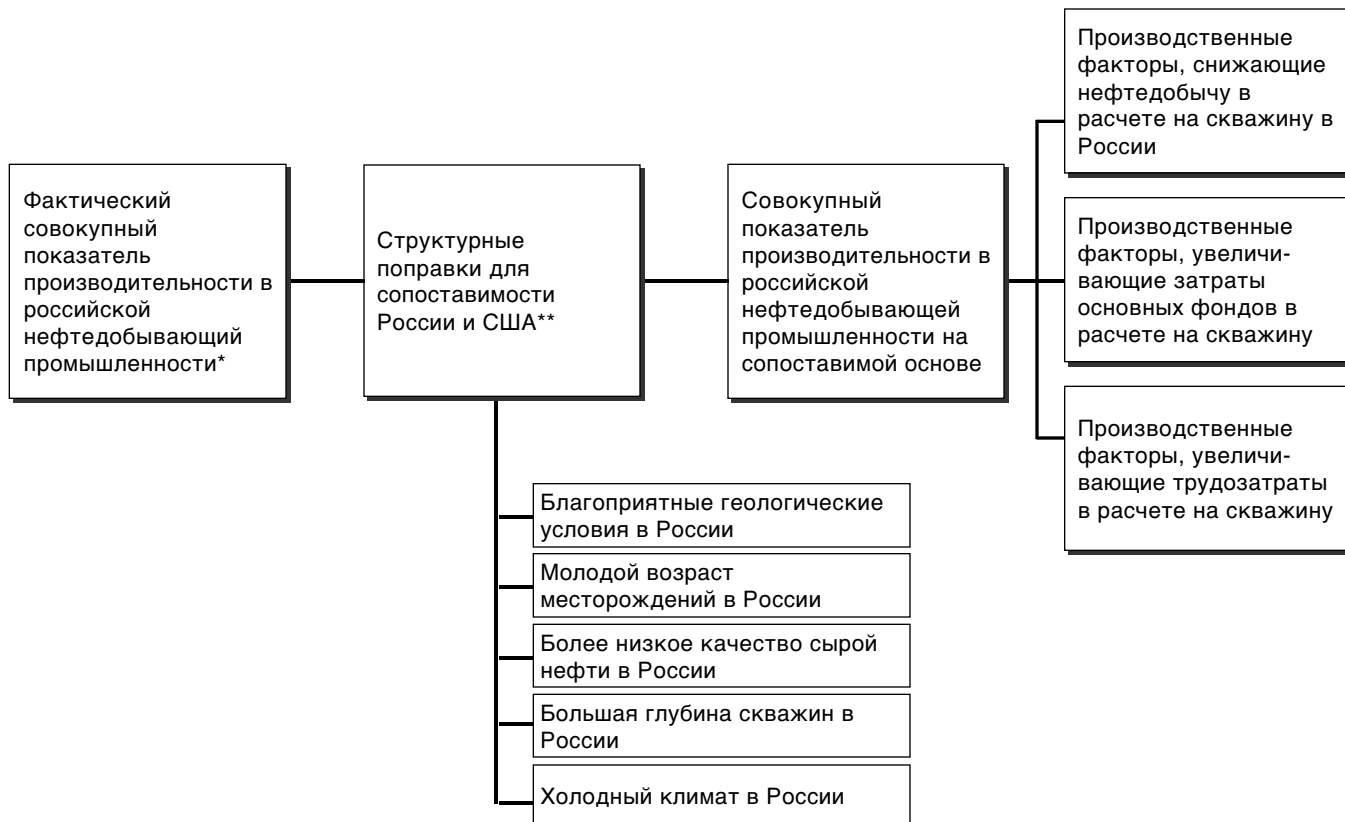 Фактический
совокупный
показатель
производительности в
российской
нефтедобывающий
промышленности*
Структурные
поправки для
сопоставимости
России и США**
Совокупный
показатель
производительности в
российской
нефтедобывающей
промышленности на
сопоставимой основе
Производственные
факторы, снижающие
нефтедобычу в
расчете на скважину в
России
Производственные
факторы, увеличи-
вающие затраты
основных фондов в
расчете на скважину
Производственные
факторы, увеличи-
вающие трудозатраты
в расчете на скважину
Благоприятные геологические
условия в России
Молодой возраст
месторождений в России
Более низкое качество сырой
нефти в России
Большая глубина скважин в
России
Холодный климат в России